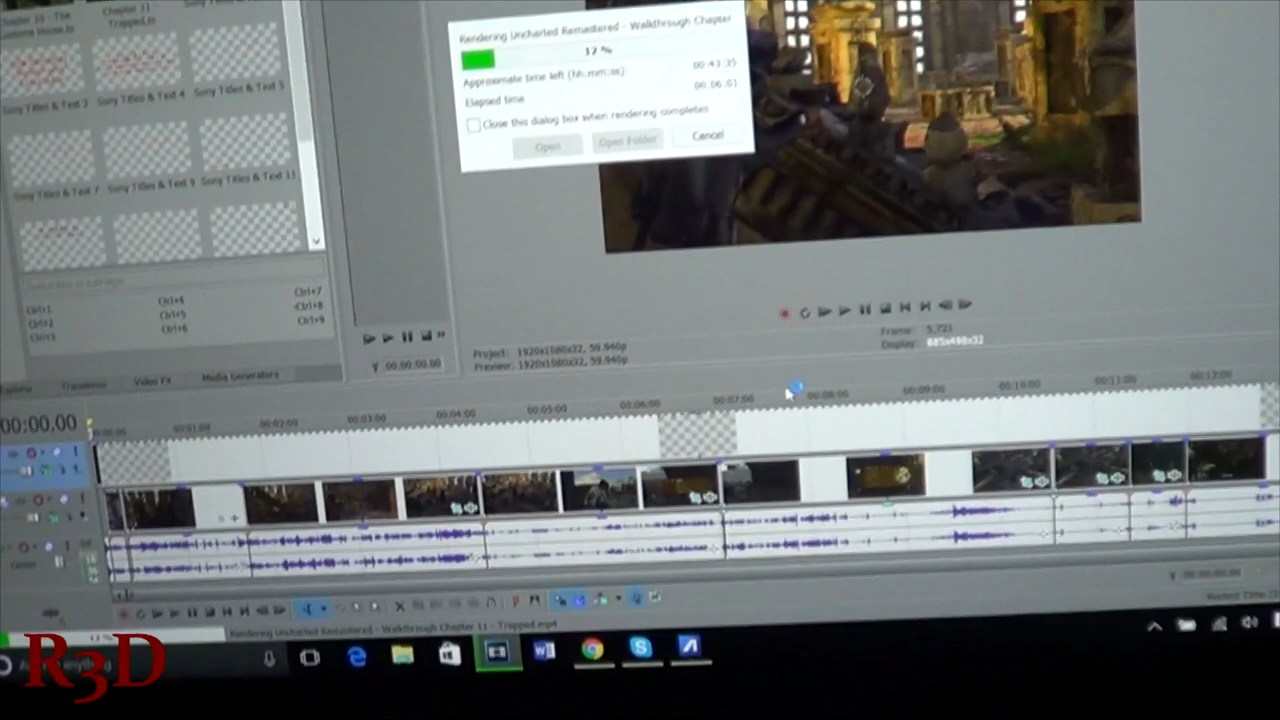 Chapter 10 - The
Customs House.ts
Chapter 11
Trapped.ts
Sony Titles & Text 3
Sony Titles & Text 4
Sony Titles & Text 5
Sony Titles & Text 7
Sony Titles & Text 9
Sony Titles & Text 11
Ctrl+1
Ctrl+4
Ctrl+7
Ctrl+2
Ctrl+5
Ctrl+8
Ctrl+3
Ctrl+6
Ctrl+9
Transitions
Video FX
Media Generators
Rendering Uncharted Remastered - Walkthrough Chapter
Approximate time left (hh:mm:ss):
00:43:35
Elapsed time
00:06:01
Close this dialog box when rendering completes
Open
Open Folder
Cancel
00:00:00.00
Project: 1920x1080x32, 59.940p
Preview: 1920x1080x32, 59.940p
Frame: 5,721
Display: 885x498x32
00:00.00
00:01:00
00:02:00
00:03:00
00:04:00
00:05:00
00:06:00
00:07:00
00:08:00
00:09:00
00:10:00
00:11:00
00:12:00
00:00:00.00
Rendering Uncharted Remastered - Walkthrough Chapter 11 - Trapped.mp4
R3D